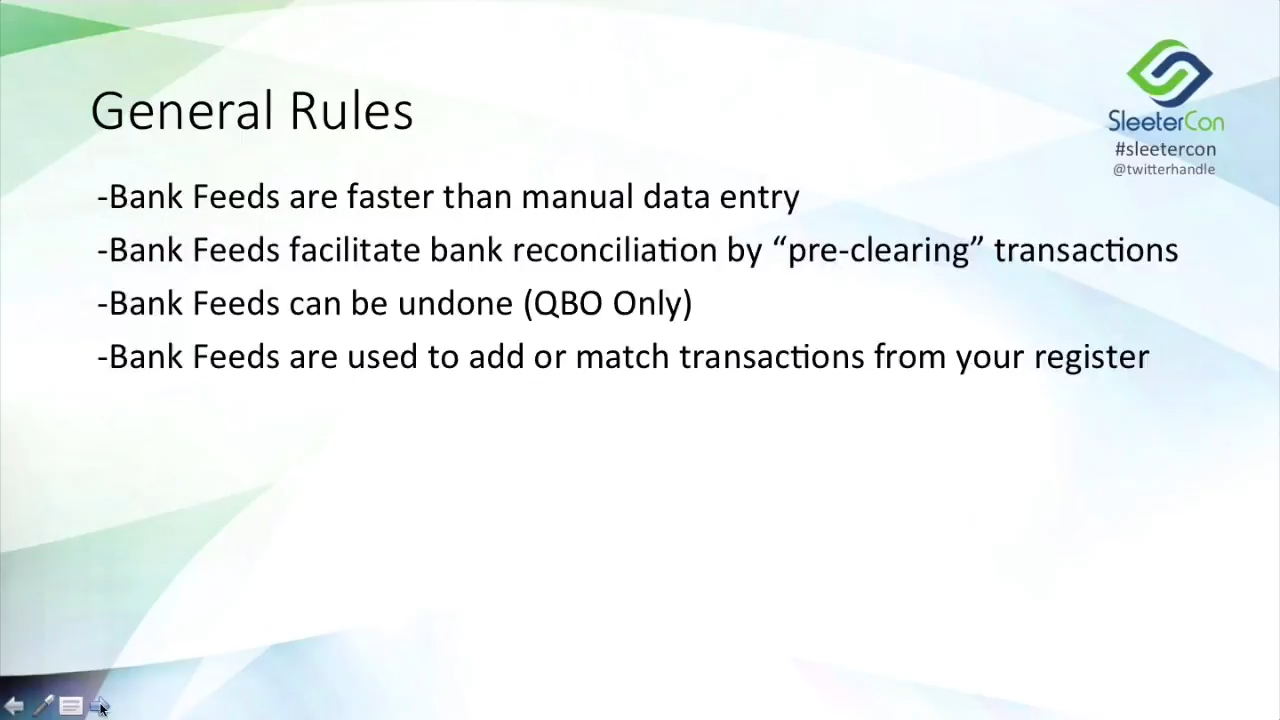 General Rules
SleeterCon
#sleetercon
@twitterhandle
-Bank Feeds are faster than manual data entry
-Bank Feeds facilitate bank reconciliation by “pre-clearing” transactions
-Bank Feeds can be undone (QBO Only)
-Bank Feeds are used to add or match transactions from your register